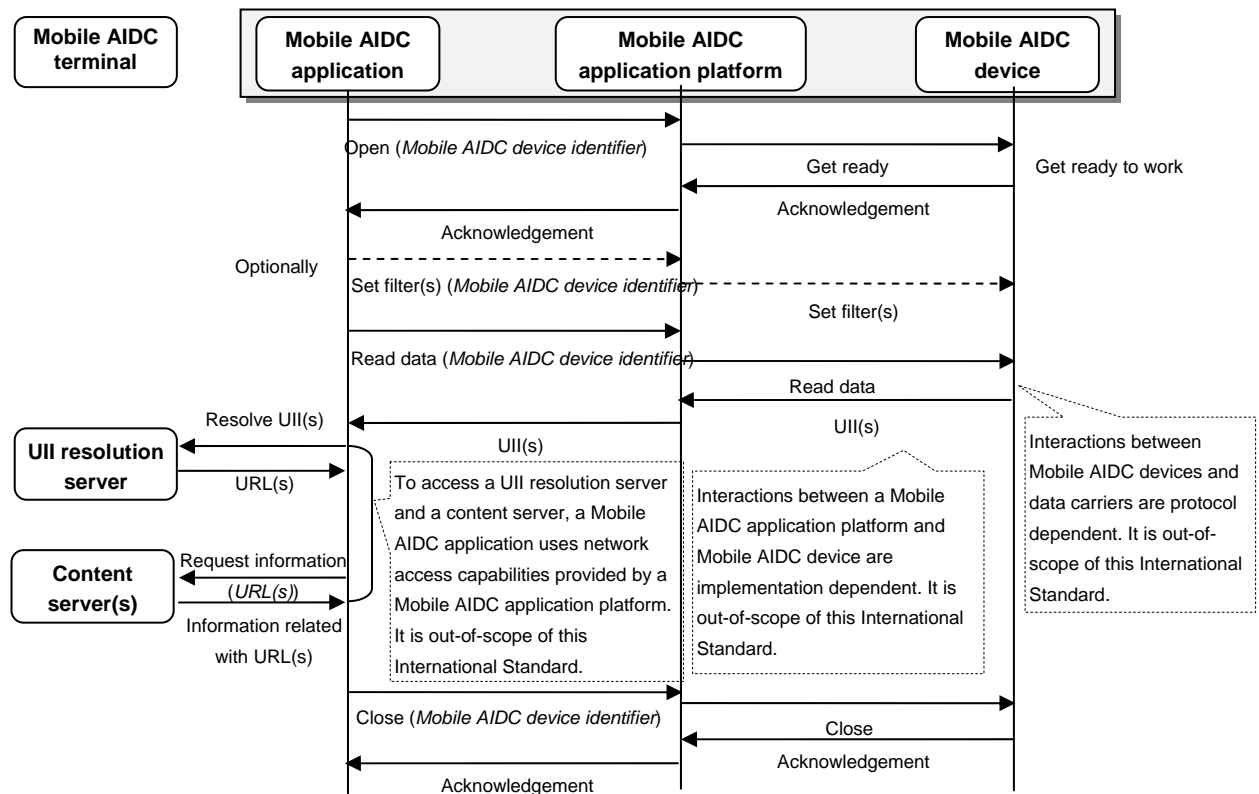 Mobile AIDC
terminal
Mobile AIDC
application
Mobile AIDC
application platform
Mobile AIDC
device
Open (Mobile AIDC device identifier)
Get ready
Get ready to work
Acknowledgement
Acknowledgement
Optionally
Set filter(s) (Mobile AIDC device identifier)
Set filter(s)
Read data (Mobile AIDC device identifier)
Read data
Resolve UII(s)
UII(s)
UII(s)
UII resolution
server
URL(s)
Interactions between
Mobile AIDC devices and
data carriers are protocol
dependent. It is out-of-
scope of this International
Standard.
To access a UII resolution server
and a content server, a Mobile
AIDC application uses network
access capabilities provided by a
Mobile AIDC application platform.
It is out-of-scope of this
International Standard.
Interactions between a Mobile
AIDC application platform and
Mobile AIDC device are
implementation dependent. It is
out-of-scope of this International
Standard.
Content
server(s)
Request information
(URL(s))
Information related
with URL(s)
Close (Mobile AIDC device identifier)
Close
Acknowledgement
Acknowledgement